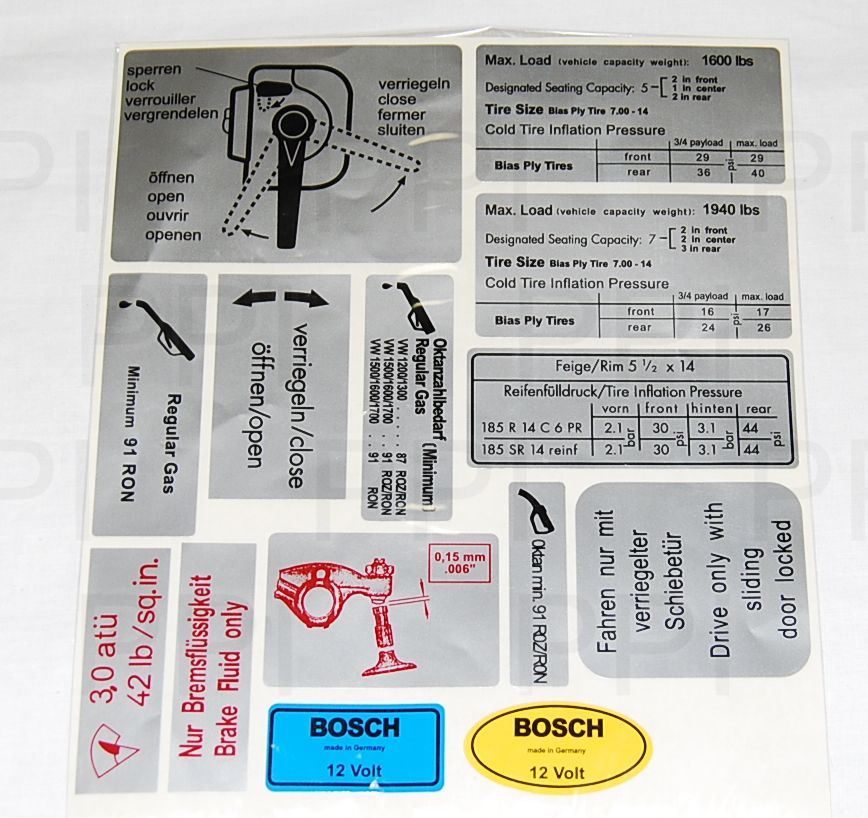 sperren
lock
verrouiller
vergrendelen
verriegeln
close
fermer
sluiten
öffnen
open
ouvrir
openen
Max. Load (vehicle capacity weight): 1600 lbs
Designated Seating Capacity: 5 – 2 in front
1 in center
2 in rear
Tire Size Bias Ply Tire 7.00 - 14
Cold Tire Inflation Pressure
3/4 payload max. load
Bias Ply Tires front 29 psi 29
rear 36 40
Max. Load (vehicle capacity weight): 1940 lbs
Designated Seating Capacity: 7 – 2 in front
2 in center
3 in rear
Tire Size Bias Ply Tire 7.00 - 14
Cold Tire Inflation Pressure
3/4 payload max. load
Bias Ply Tires front 16 psi 17
rear 24 26
Regular Gas
Minimum 91 RON
verriegeln/close
öffnen/open
Oktanzahlbedarf (Minimum)
Regular Gas
VW 1200/1300 . . . . . 87 ROZ/RON
VW 1500/1600/1700 . . 91 ROZ/RON
VW 1500/1600/1700 . . 91 RON
Felge/Rim 5 1/2 x 14
Reifenfülldruck/Tire Inflation Pressure
vorn front hinten rear
185 R 14 C 6 PR 2.1 bar 30 psi 3.1 bar 44 psi
185 SR 14 reinf 2.1 30 3.1 44
3,0 atü
42 lb/sq.in.
Nur Bremsflüssigkeit
Brake Fluid only
0,15 mm
.006"
Oktan min. 91 ROZ/RON
Fahren nur mit
verriegelter
Schiebetür
Drive only with
sliding
door locked
BOSCH
made in Germany
12 Volt
BOSCH
made in Germany
12 Volt